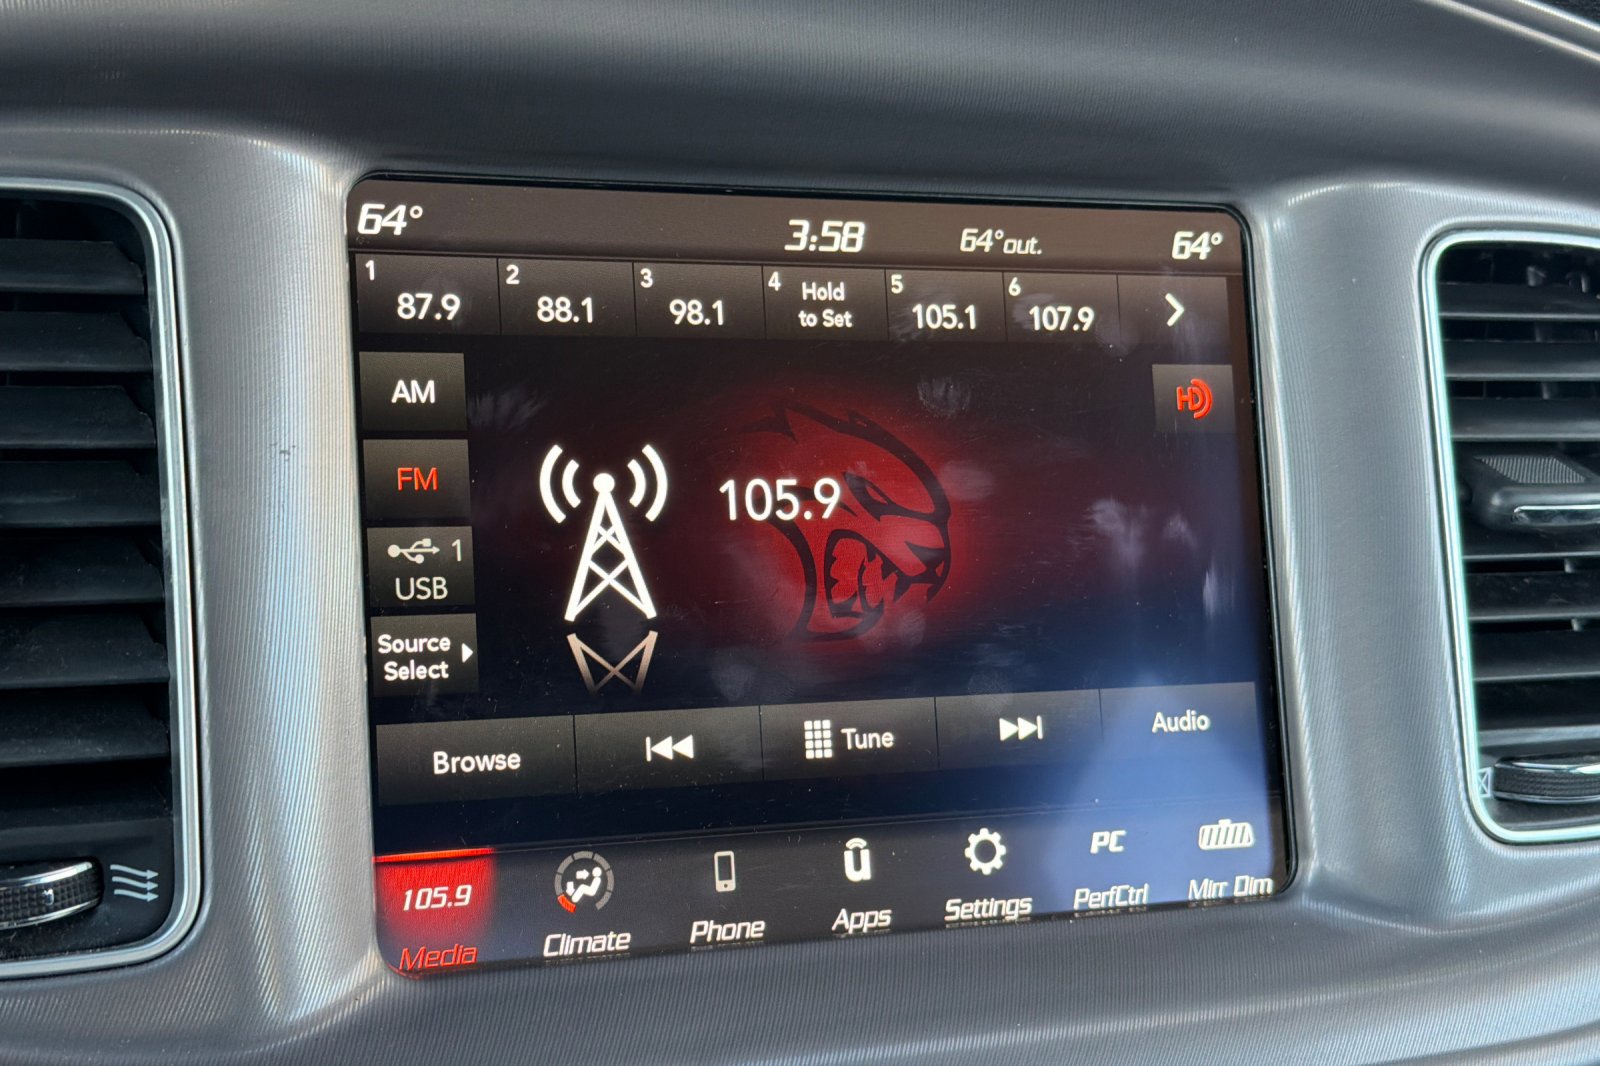 64° 3:58 64°out. 64°
1 87.9 2 88.1 3 98.1 4 Hold to Set 5 105.1 6 107.9
AM
HD
FM
105.9
1
USB
Source
Select
Browse Tune Audio
105.9 PC
Media Climate Phone Apps Settings PerfCtrl Mirr Dim